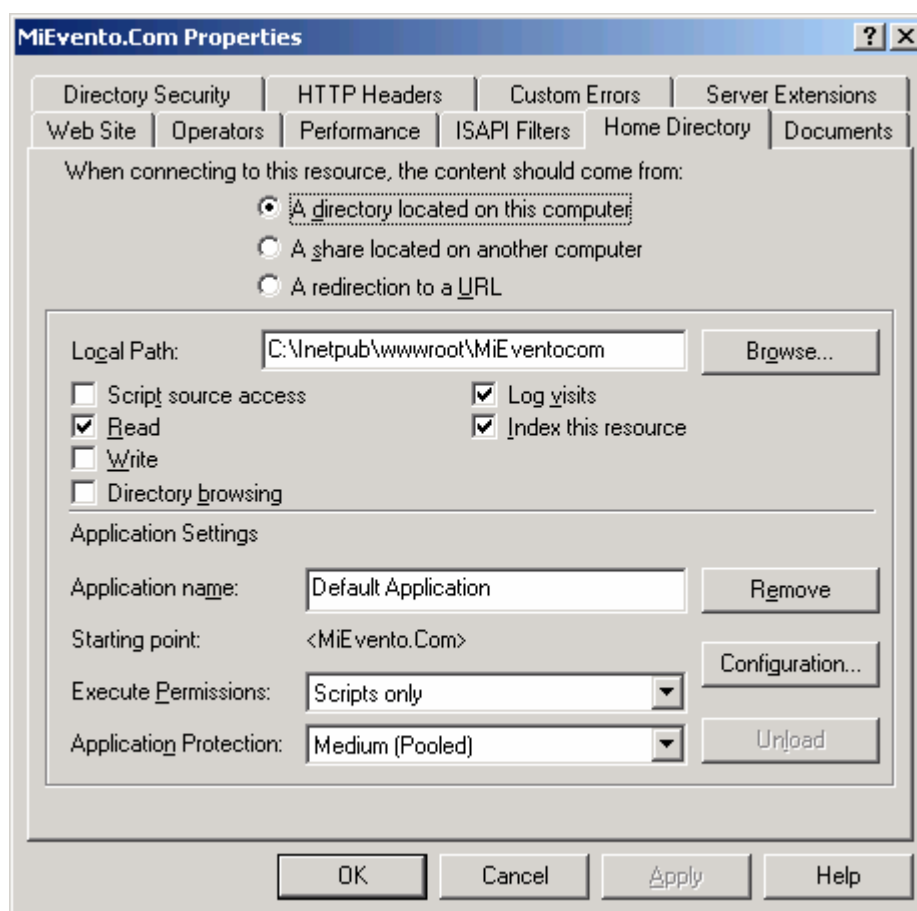 MiEvento.Com Properties
Directory Security HTTP Headers Custom Errors Server Extensions
Web Site Operators Performance ISAPI Filters Home Directory Documents
When connecting to this resource, the content should come from:
A directory located on this computer
A share located on another computer
A redirection to a URL
Local Path: C:\Inetpub\wwwroot\MiEventocom Browse...
Script source access Log visits
Read Index this resource
Write
Directory browsing
Application Settings
Application name: Default Application Remove
Starting point: <MiEvento.Com>
Configuration...
Execute Permissions: Scripts only
Application Protection: Medium (Pooled) Unload
OK Cancel Apply Help